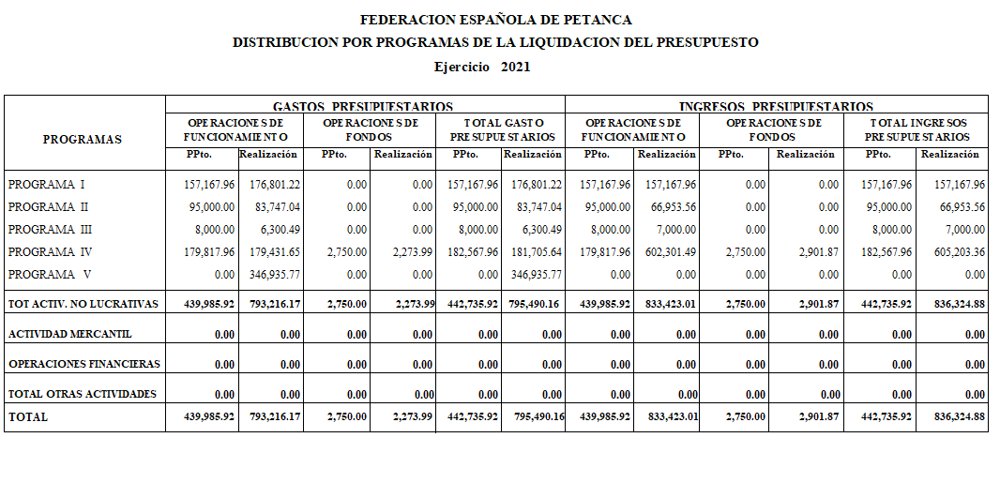 FEDERACION ESPAÑOLA DE PETANCA
DISTRIBUCION POR PROGRAMAS DE LA LIQUIDACION DEL PRESUPUESTO
Ejercicio 2021
GASTOS PRESUPUESTARIOS INGRESOS PRESUPUESTARIOS
PROGRAMAS
OPERACIONES DE FUNCIONAMIENTO OPERACIONES DE FONDOS TOTAL GASTO PRESUPUESTARIOS OPERACIONES DE FUNCIONAMIENTO OPERACIONES DE FONDOS TOTAL INGRESOS PRESUPUESTARIOS
PPto. Realización PPto. Realización PPto. Realización PPto. Realización PPto. Realización PPto. Realización
PROGRAMA I 157,167.96 176,801.22 0.00 0.00 157,167.96 176,801.22 157,167.96 157,167.96 0.00 0.00 157,167.96 157,167.96
PROGRAMA II 95,000.00 83,747.04 0.00 0.00 95,000.00 83,747.04 95,000.00 66,953.56 0.00 0.00 95,000.00 66,953.56
PROGRAMA III 8,000.00 6,300.49 0.00 0.00 8,000.00 6,300.49 8,000.00 7,000.00 0.00 0.00 8,000.00 7,000.00
PROGRAMA IV 179,817.96 179,431.65 2,750.00 2,273.99 182,567.96 181,705.64 179,817.96 602,301.49 2,750.00 2,901.87 182,567.96 605,203.36
PROGRAMA V 0.00 346,935.77 0.00 0.00 0.00 346,935.77 0.00 0.00 0.00 0.00 0.00 0.00
TOT ACTIV. NO LUCRATIVAS 439,985.92 793,216.17 2,750.00 2,273.99 442,735.92 795,490.16 439,985.92 833,423.01 2,750.00 2,901.87 442,735.92 836,324.88
ACTIVIDAD MERCANTIL 0.00 0.00 0.00 0.00 0.00 0.00 0.00 0.00 0.00 0.00 0.00 0.00
OPERACIONES FINANCIERAS 0.00 0.00 0.00 0.00 0.00 0.00 0.00 0.00 0.00 0.00 0.00 0.00
TOTAL OTRAS ACTIVIDADES 0.00 0.00 0.00 0.00 0.00 0.00 0.00 0.00 0.00 0.00 0.00 0.00
TOTAL 439,985.92 793,216.17 2,750.00 2,273.99 442,735.92 795,490.16 439,985.92 833,423.01 2,750.00 2,901.87 442,735.92 836,324.88